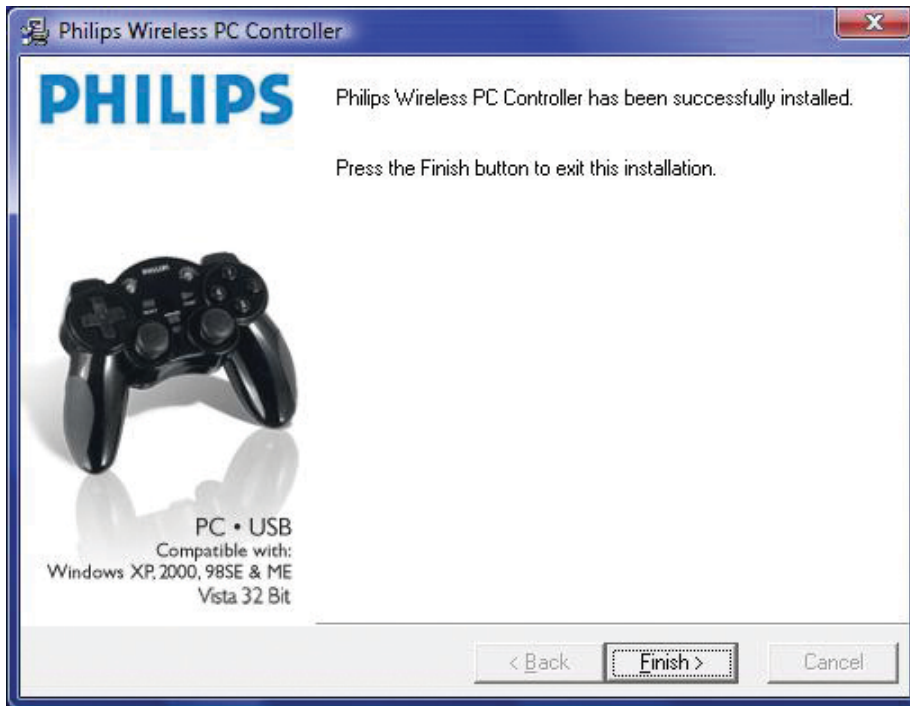 Philips Wireless PC Controller
X
PHILIPS
Philips Wireless PC Controller has been successfully installed.
Press the Finish button to exit this installation.
PHILIPS
PC • USB
Compatible with:
Windows XP, 2000, 98SE & ME
Vista 32 Bit
< Back
Finish >
Cancel